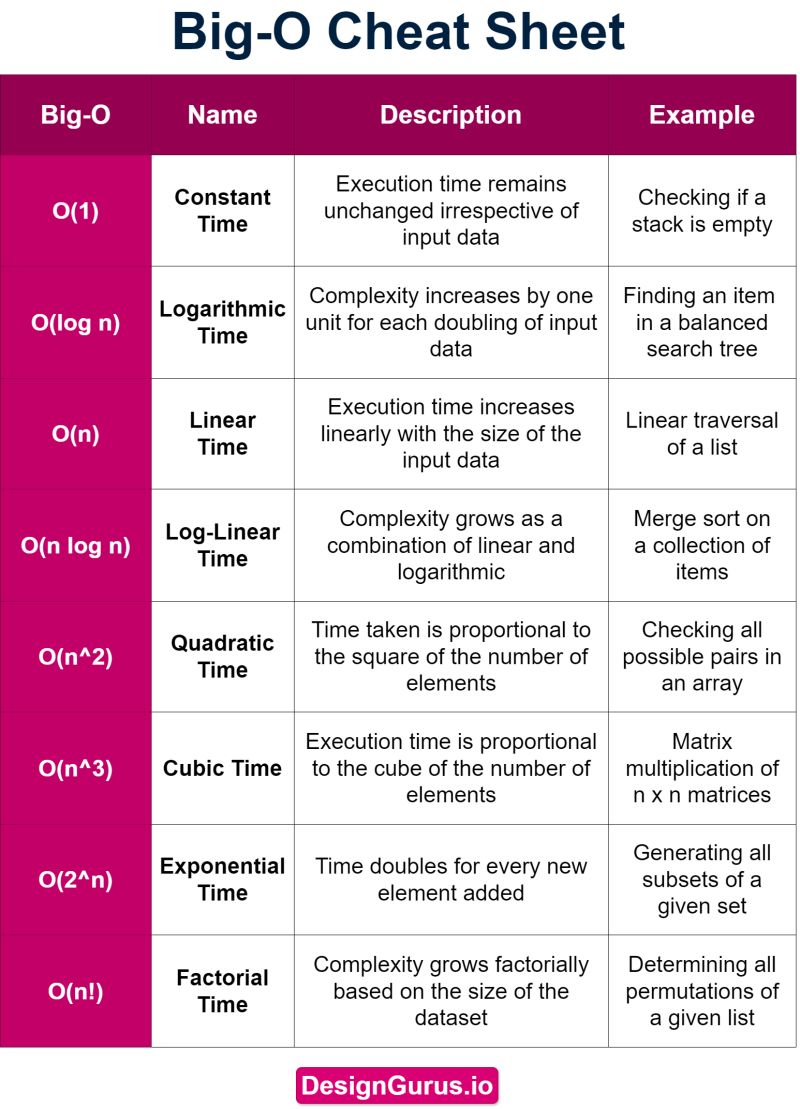 Big-O Cheat Sheet
Big-O
Name
Description
Example
O(1)
Constant
Time
Execution time remains
unchanged irrespective of
input data
Checking if a
stack is empty
O(log n)
Logarithmic
Time
Complexity increases by one
unit for each doubling of input
data
Finding an item
in a balanced
search tree
O(n)
Linear
Time
Execution time increases
linearly with the size of the
input data
Linear traversal
of a list
O(n log n)
Log-Linear
Time
Complexity grows as a
combination of linear and
logarithmic
Merge sort on
a collection of
items
O(n^2)
Quadratic
Time
Time taken is proportional to
the square of the number of
elements
Checking all
possible pairs in
an array
O(n^3)
Cubic Time
Execution time is proportional
to the cube of the number of
elements
Matrix
multiplication of
n x n matrices
O(2^n)
Exponential
Time
Time doubles for every new
element added
Generating all
subsets of a
given set
O(n!)
Factorial
Time
Complexity grows factorially
based on the size of the
dataset
Determining all
permutations of
a given list
DesignGurus.io